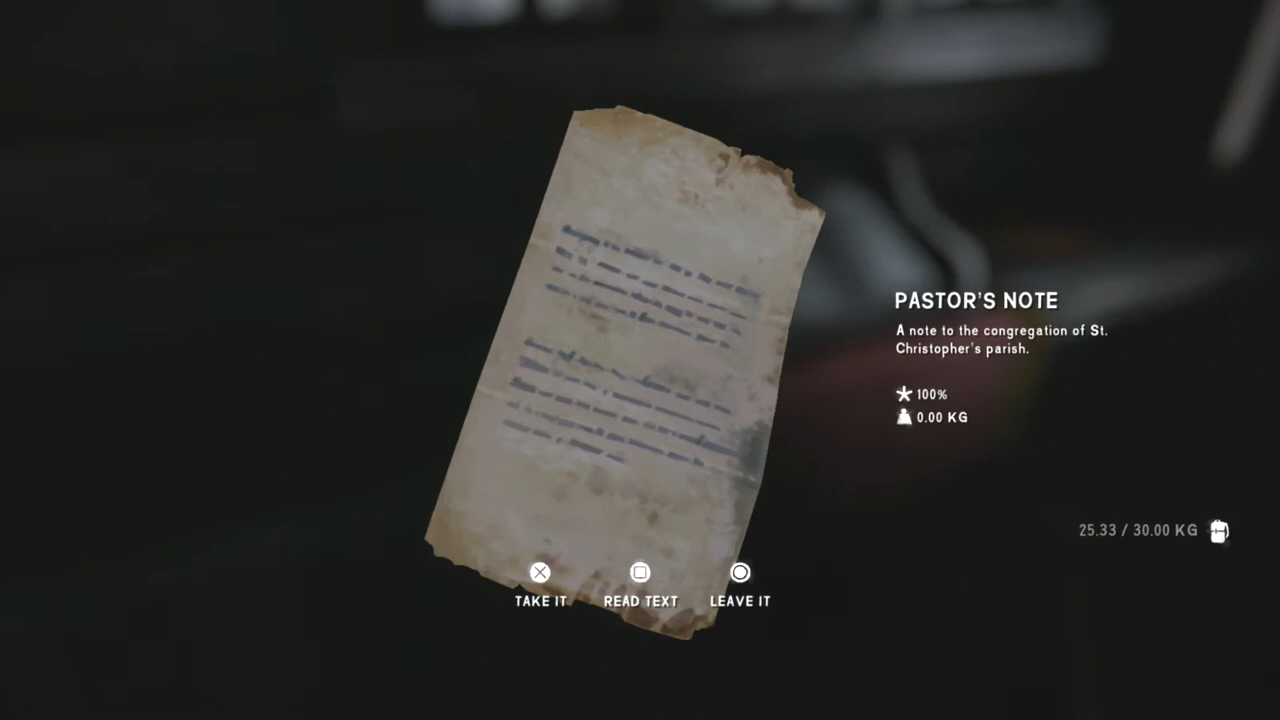 PASTOR'S NOTE
A note to the congregation of St.
Christopher's parish.
100%
0.00 KG
25.33 / 30.00 KG
TAKE IT READ TEXT LEAVE IT